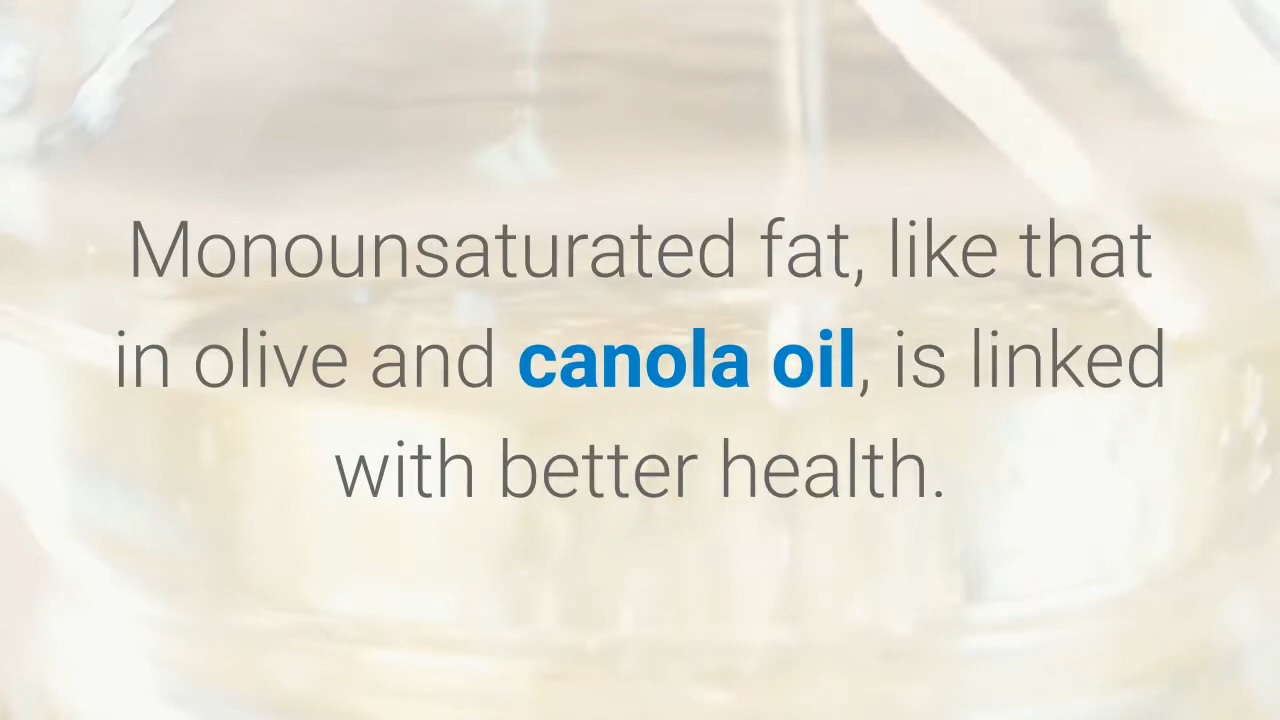 Monounsaturated fat, like that
in olive and canola oil, is linked
with better health.